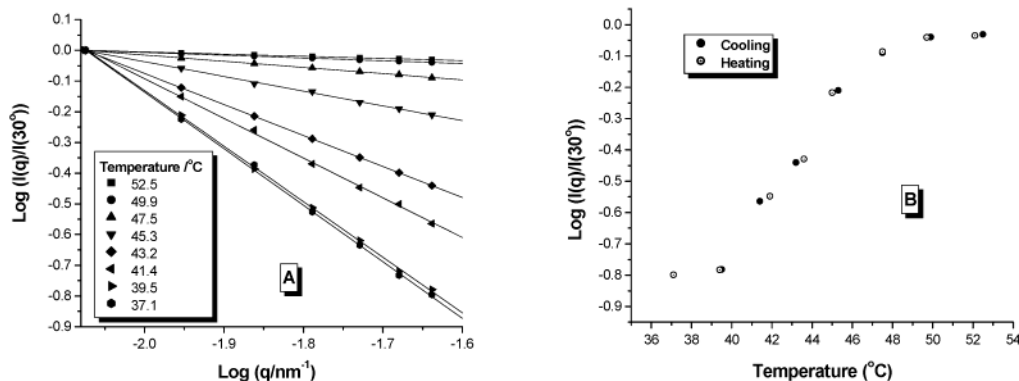 0.1
0.0
-0.1
-0.2
-0.3
-0.4
-0.5
-0.6
-0.7
-0.8
-0.9
Log (I(q)/I(30°))
Temperature /°C
52.5
49.9
47.5
45.3
43.2
41.4
39.5
37.1
A
-2.0 -1.9 -1.8 -1.7 -1.6
Log (q/nm⁻¹)
0.1
0.0
-0.1
-0.2
-0.3
-0.4
-0.5
-0.6
-0.7
-0.8
-0.9
Log (I(q)/I(30°))
Cooling
Heating
B
36 38 40 42 44 46 48 50 52 54
Temperature (°C)